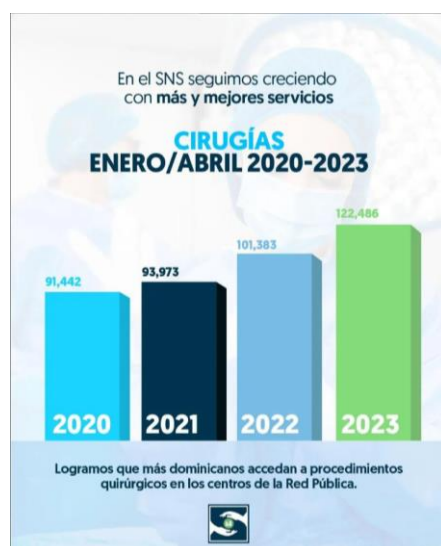 En el SNS seguimos creciendo
con más y mejores servicios
CIRUGÍAS
ENERO/ABRIL 2020-2023
122,486
101,383
93,973
91,442
2020
2021
2022
2023
Logramos que más dominicanos accedan a procedimientos
quirúrgicos en los centros de la Red Pública.